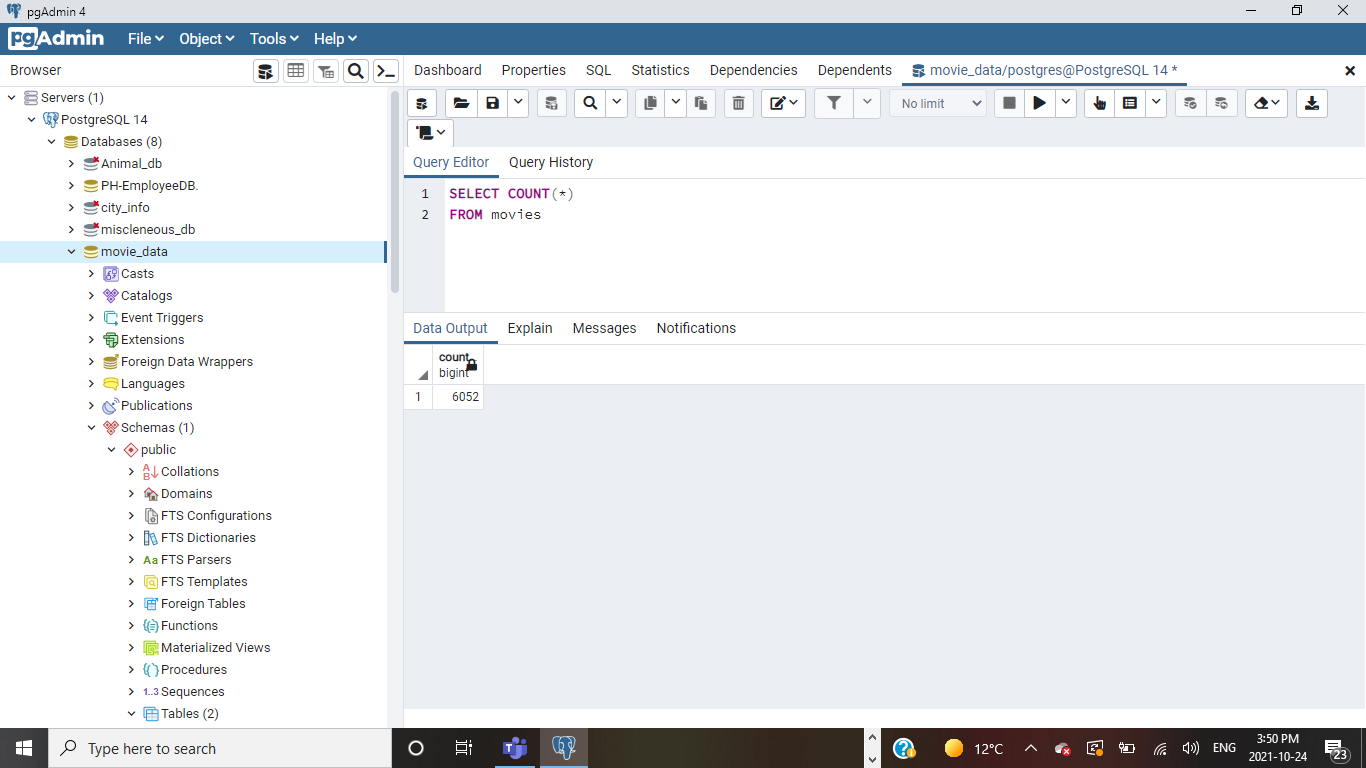 pgAdmin 4
pgAdmin File Object Tools Help
Browser
Dashboard Properties SQL Statistics Dependencies Dependents movie_data/postgres@PostgreSQL 14 *
Servers (1)
PostgreSQL 14
Databases (8)
Animal_db
PH-EmployeeDB.
city_info
miscleneous_db
movie_data
Casts
Catalogs
Event Triggers
Extensions
Foreign Data Wrappers
Languages
Publications
Schemas (1)
public
Collations
Domains
FTS Configurations
FTS Dictionaries
Aa FTS Parsers
FTS Templates
Foreign Tables
Functions
Materialized Views
Procedures
1..3 Sequences
Tables (2)
No limit
Query Editor Query History
1 SELECT COUNT(*)
2 FROM movies
Data Output Explain Messages Notifications
count
bigint
1 6052
Type here to search
12°C
ENG
3:50 PM
2021-10-24
23